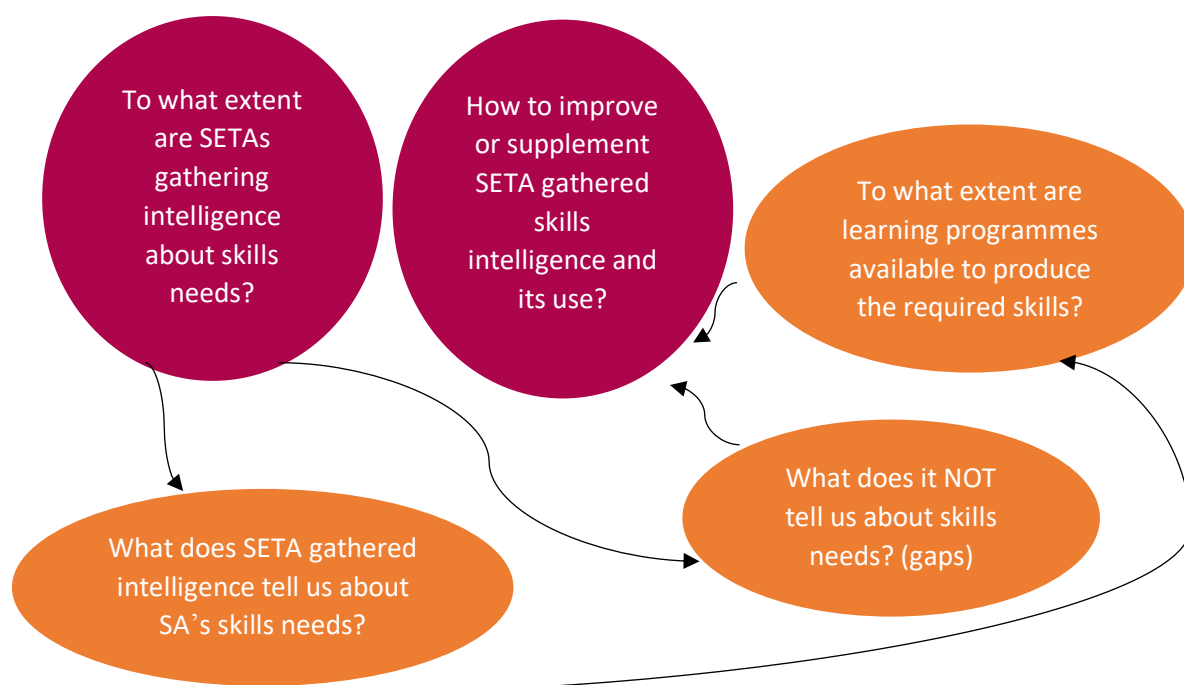 To what extent
are SETAs
gathering
intelligence
about skills
needs?
How to improve
or supplement
SETA gathered
skills
intelligence and
its use?
To what extent are
learning programmes
available to produce
the required skills?
What does it NOT
tell us about skills
needs? (gaps)
What does SETA gathered
intelligence tell us about
SA’s skills needs?